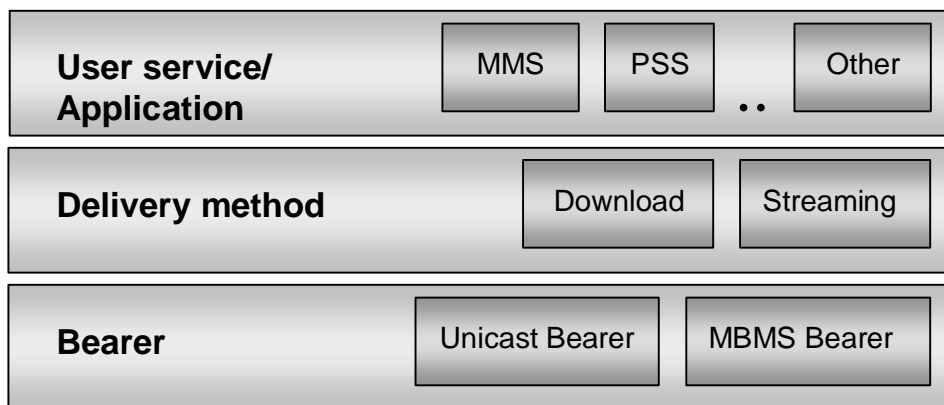 User service/
Application
MMS
PSS
..
Other
Delivery method
Download
Streaming
Bearer
Unicast Bearer
MBMS Bearer